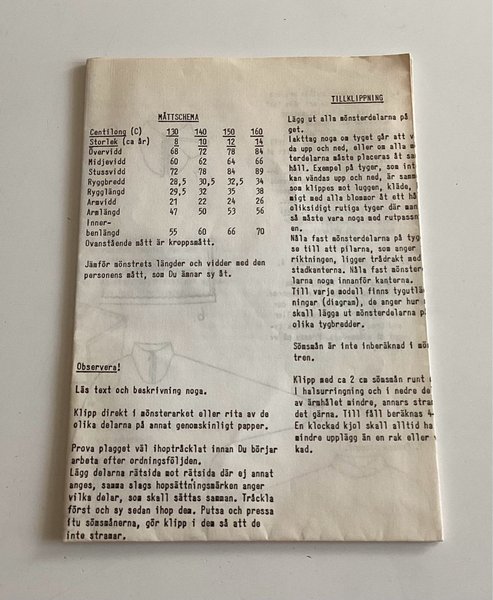 MÅTTSCHEMA
Centilong (C) 130 140 150 160
Storlek (ca år) 8 10 12 14
Övervidd 68 72 78 84
Midjevidd 60 62 64 66
Stussvidd 72 78 84 89
Ryggbredd 28,5 30,5 32,5 34
Rygglängd 29,5 32 35 38
Armvidd 21 22 24 26
Armlängd 47 50 53 56
Inner-
benlängd 55 60 66 70
Ovanstående mått är kroppsmått.
Jämför mönstrets längder och vidder med den
personens mått, som Du ämnar sy åt.
Observera!
Läs text och beskrivning noga.
Klipp direkt i mönsterarket eller rita av de
olika delarna på annat genomskinligt papper.
Prova plagget väl ihopträcklat innan Du börjar
arbeta efter ordningsföljden.
Lägg delarna rätsida mot rätsida där ej annat
anges, samma slags hopsättningsmärken anger
vilka delar, som skall sättas samman. Tråckla
först och sy sedan ihop dem. Putsa och pressa
itu sömsmånerna, gör klipp i dem så att de
inte stramar.
TILLKLIPPNING
Lägg ut alla mönsterdelarna på
get.
Iakttag noga om tyget går att v
da upp och ned, eller om alla m
terdelarna måste placeras åt sa
håll. Exempel på tyger, som int
kan vändas upp och ned, är samm
som klippes mot luggen, kläde,
migt med alla blommor åt ett hå
oliksidigt rutiga tyger där man
så måste vara noga med rutpassn
en.
Nåla fast mönsterdelarna på tyg
se till att pilarna, som anger
riktningen, ligger trådrakt med
stadkanterna. Nåla fast mönster
larna noga innanför kanterna.
Till varje modell finns tygutlä
ningar (diagram), de anger hur
skall lägga ut mönsterdelarna på
olika tygbredder.
Sömsmån är inte inberäknad i mön
tren.
Klipp med ca 2 cm sömsmån runt
I halsurringning och i nedre de
av ärmhålet mindre, annars stram
det gärna. Till fåll beräknas 4-
En klockad kjol skall alltid ha
mindre upplägg än en rak eller
kad.